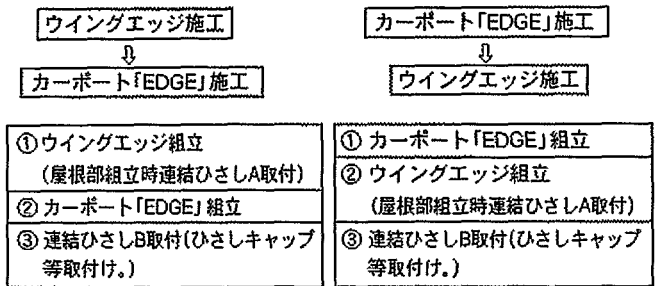 ウイングエッジ施工
⇩
カーポート「EDGE」施工
①ウイングエッジ組立
(屋根部組立時連結ひさしA取付)
②カーポート「EDGE」組立
③連結ひさしB取付(ひさしキャップ
等取付け。)
カーポート「EDGE」施工
⇩
ウイングエッジ施工
①カーポート「EDGE」組立
②ウイングエッジ組立
(屋根部組立時連結ひさしA取付)
③連結ひさしB取付(ひさしキャップ
等取付け。)